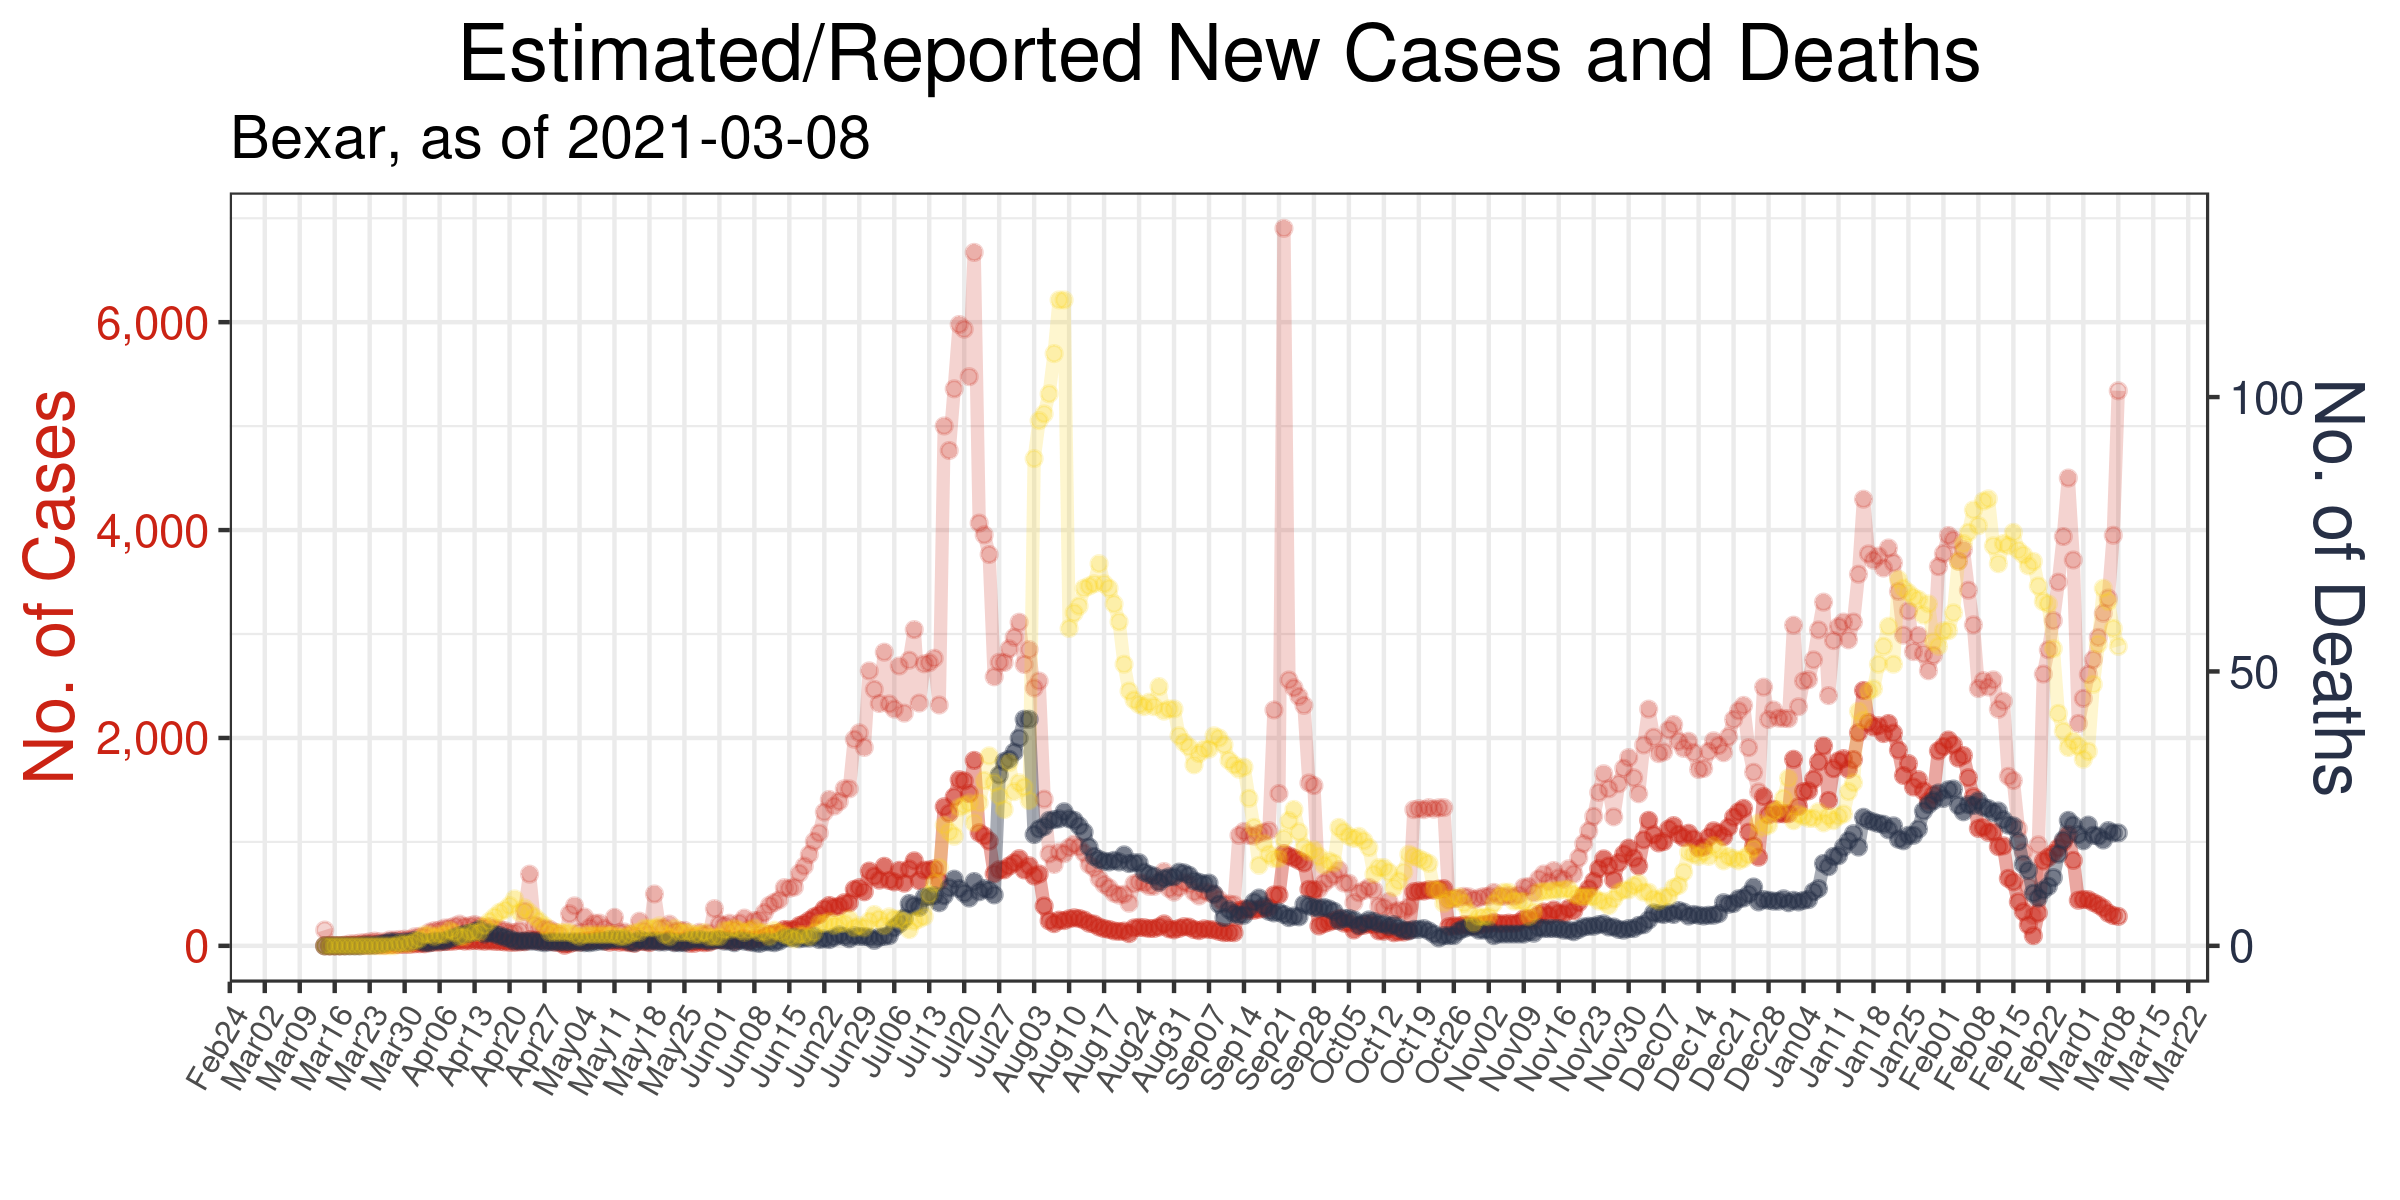 Estimated/Reported New Cases and Deaths
Bexar, as of 2021-03-08
No. of Cases
6,000
4,000
2,000
0
No. of Deaths
100
50
0
Feb24
Mar02
Mar09
Mar16
Mar23
Mar30
Apr06
Apr13
Apr20
Apr27
May04
May11
May18
May25
Jun01
Jun08
Jun15
Jun22
Jun29
Jul06
Jul13
Jul20
Jul27
Aug03
Aug10
Aug17
Aug24
Aug31
Sep07
Sep14
Sep21
Sep28
Oct05
Oct12
Oct19
Oct26
Nov02
Nov09
Nov16
Nov23
Nov30
Dec07
Dec14
Dec21
Dec28
Jan04
Jan11
Jan18
Jan25
Feb01
Feb08
Feb15
Feb22
Mar01
Mar08
Mar15
Mar22